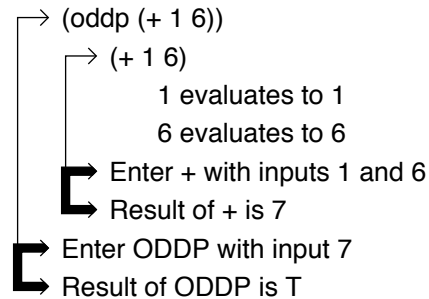 (oddp (+ 1 6))
(+ 1 6)
1 evaluates to 1
6 evaluates to 6
Enter + with inputs 1 and 6
Result of + is 7
Enter ODDP with input 7
Result of ODDP is T